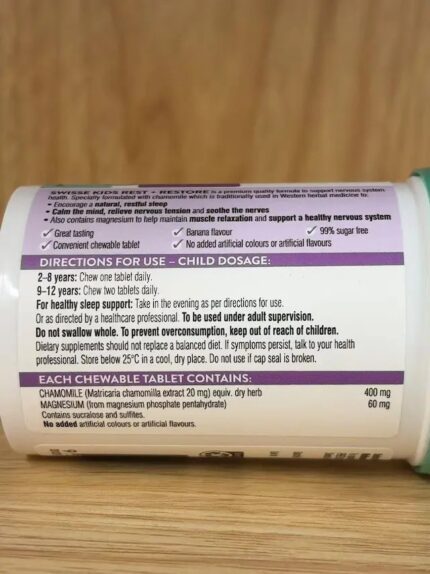 SWISSE KIDS REST + RESTORE is a premium quality formula to support nervous system
health. Specially formulated with chamomile which is traditionally used in Western herbal medicine to:
• Encourage a natural, restful sleep
• Calm the mind, relieve nervous tension and soothe the nerves
• Also contains magnesium to help maintain muscle relaxation and support a healthy nervous system
✓ Great tasting ✓ Banana flavour ✓ 99% sugar free
✓ Convenient chewable tablet ✓ No added artificial colours or artificial flavours
DIRECTIONS FOR USE – CHILD DOSAGE:
2–8 years: Chew one tablet daily.
9–12 years: Chew two tablets daily.
For healthy sleep support: Take in the evening as per directions for use.
Or as directed by a healthcare professional. To be used under adult supervision.
Do not swallow whole. To prevent overconsumption, keep out of reach of children.
Dietary supplements should not replace a balanced diet. If symptoms persist, talk to your health
professional. Store below 25°C in a cool, dry place. Do not use if cap seal is broken.
EACH CHEWABLE TABLET CONTAINS:
CHAMOMILE (Matricaria chamomilla extract 20 mg) equiv. dry herb 400 mg
MAGNESIUM (from magnesium phosphate pentahydrate) 60 mg
Contains sucralose and sulfites.
No added artificial colours or artificial flavours.